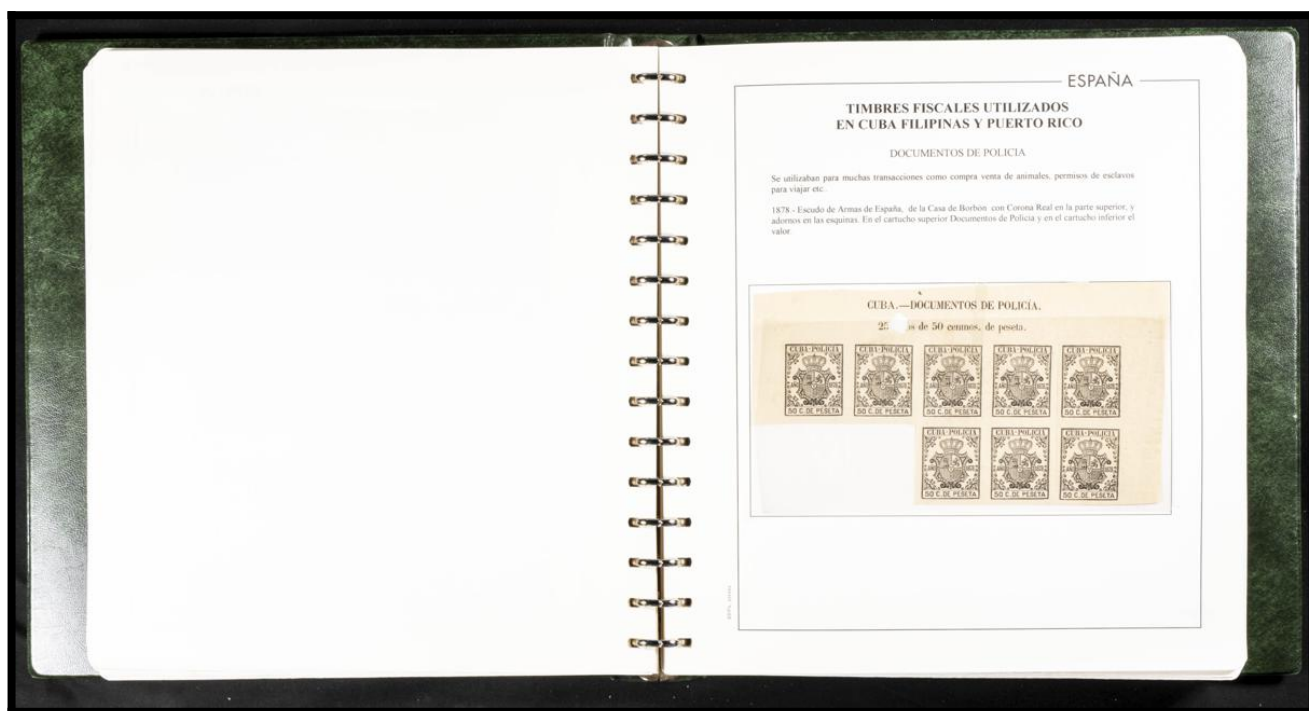 ESPAÑA
TIMBRES FISCALES UTILIZADOS
EN CUBA FILIPINAS Y PUERTO RICO
DOCUMENTOS DE POLICIA
Se utilizaban para muchas transacciones como compra venta de animales, permisos de esclavos
para viajar etc.
1878 - Escudo de Armas de España, de la Casa de Borbón con Corona Real en la parte superior, y
adornos en las esquinas. En el cartucho superior Documentos de Policia y en el cartucho inferior el
valor
CUBA.—DOCUMENTOS DE POLICÍA.
de 50 de peseta.
CUBA-POLICIA CUBA-POLICIA CUBA-POLICIA CUBA-POLICIA CUBA-POLICIA
50 C. DE PESETA 50 C. DE PESETA 50 C. DE PESETA 50 C. DE PESETA 50 C. DE PESETA
CUBA-POLICIA CUBA-POLICIA CUBA-POLICIA
50 C. DE PESETA 50 C. DE PESETA 50 C. DE PESETA